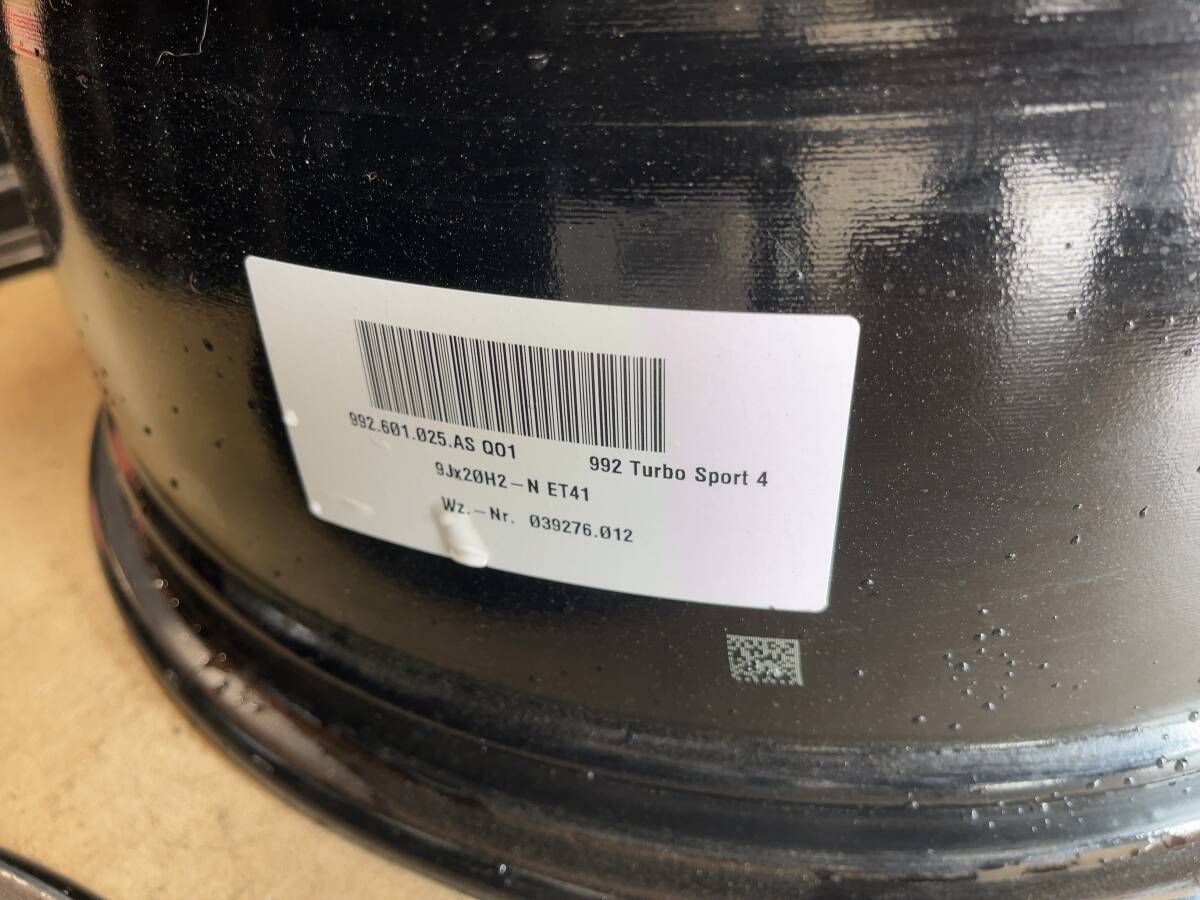 992.601.025.AS Q01
992 Turbo Sport 4
9Jx20H2-N ET41
Wz.-Nr. 039276.012